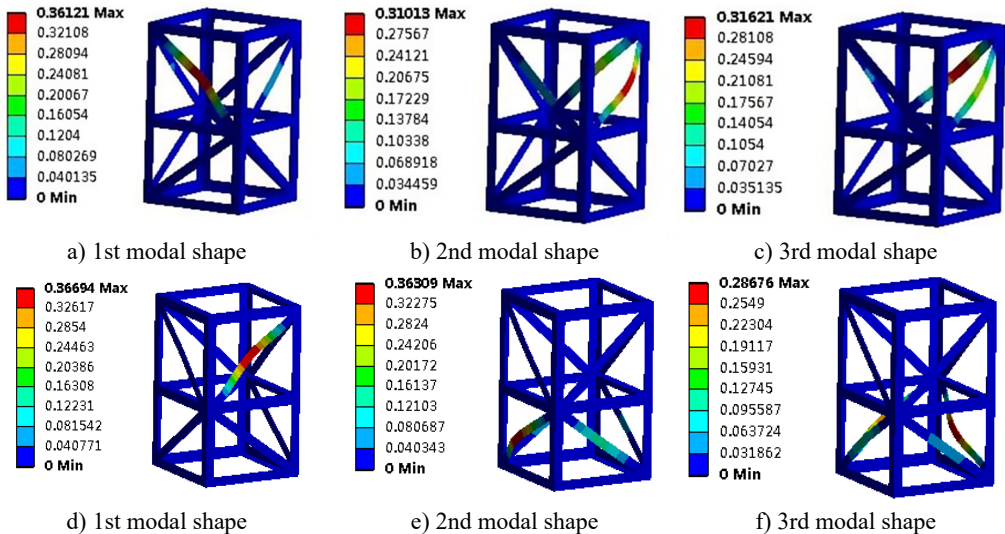 0.36121 Max
0.32108
0.28094
0.24081
0.20067
0.16054
0.1204
0.080269
0.040135
0 Min
0.31013 Max
0.27567
0.24121
0.20675
0.17229
0.13784
0.10338
0.068918
0.034459
0 Min
0.31621 Max
0.28108
0.24594
0.21081
0.17567
0.14054
0.1054
0.07027
0.035135
0 Min
a) 1st modal shape
b) 2nd modal shape
c) 3rd modal shape
0.36694 Max
0.32617
0.2854
0.24463
0.20386
0.16308
0.12231
0.081542
0.040771
0 Min
0.36309 Max
0.32275
0.2824
0.24206
0.20172
0.16137
0.12103
0.080687
0.040343
0 Min
0.28676 Max
0.2549
0.22304
0.19117
0.15931
0.12745
0.095587
0.063724
0.031862
0 Min
d) 1st modal shape
e) 2nd modal shape
f) 3rd modal shape